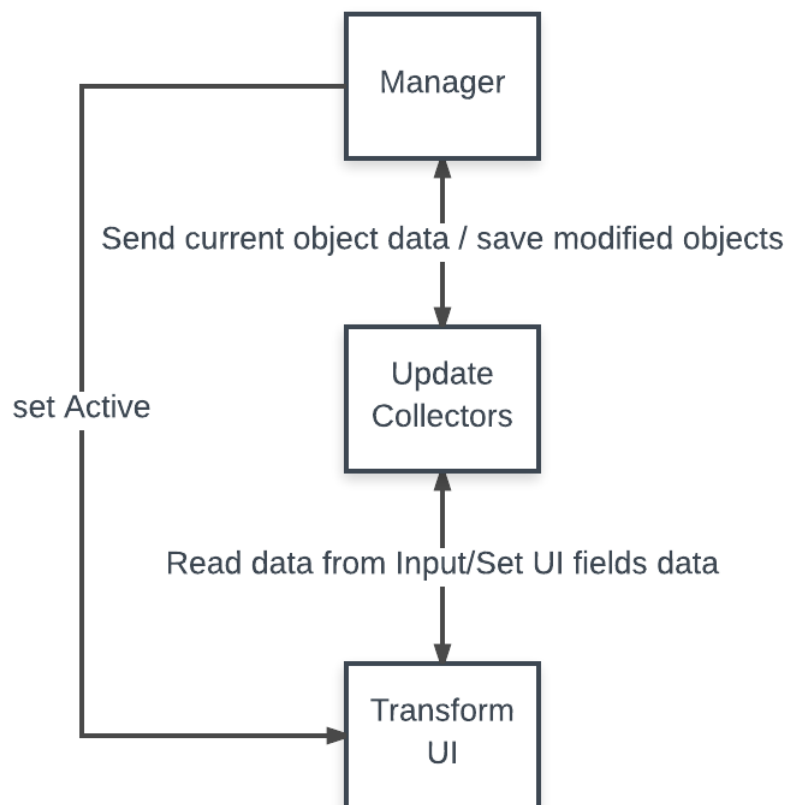 Manager
Send current object data / save modified objects
Update
Collectors
set Active
Read data from Input/Set UI fields data
Transform
UI